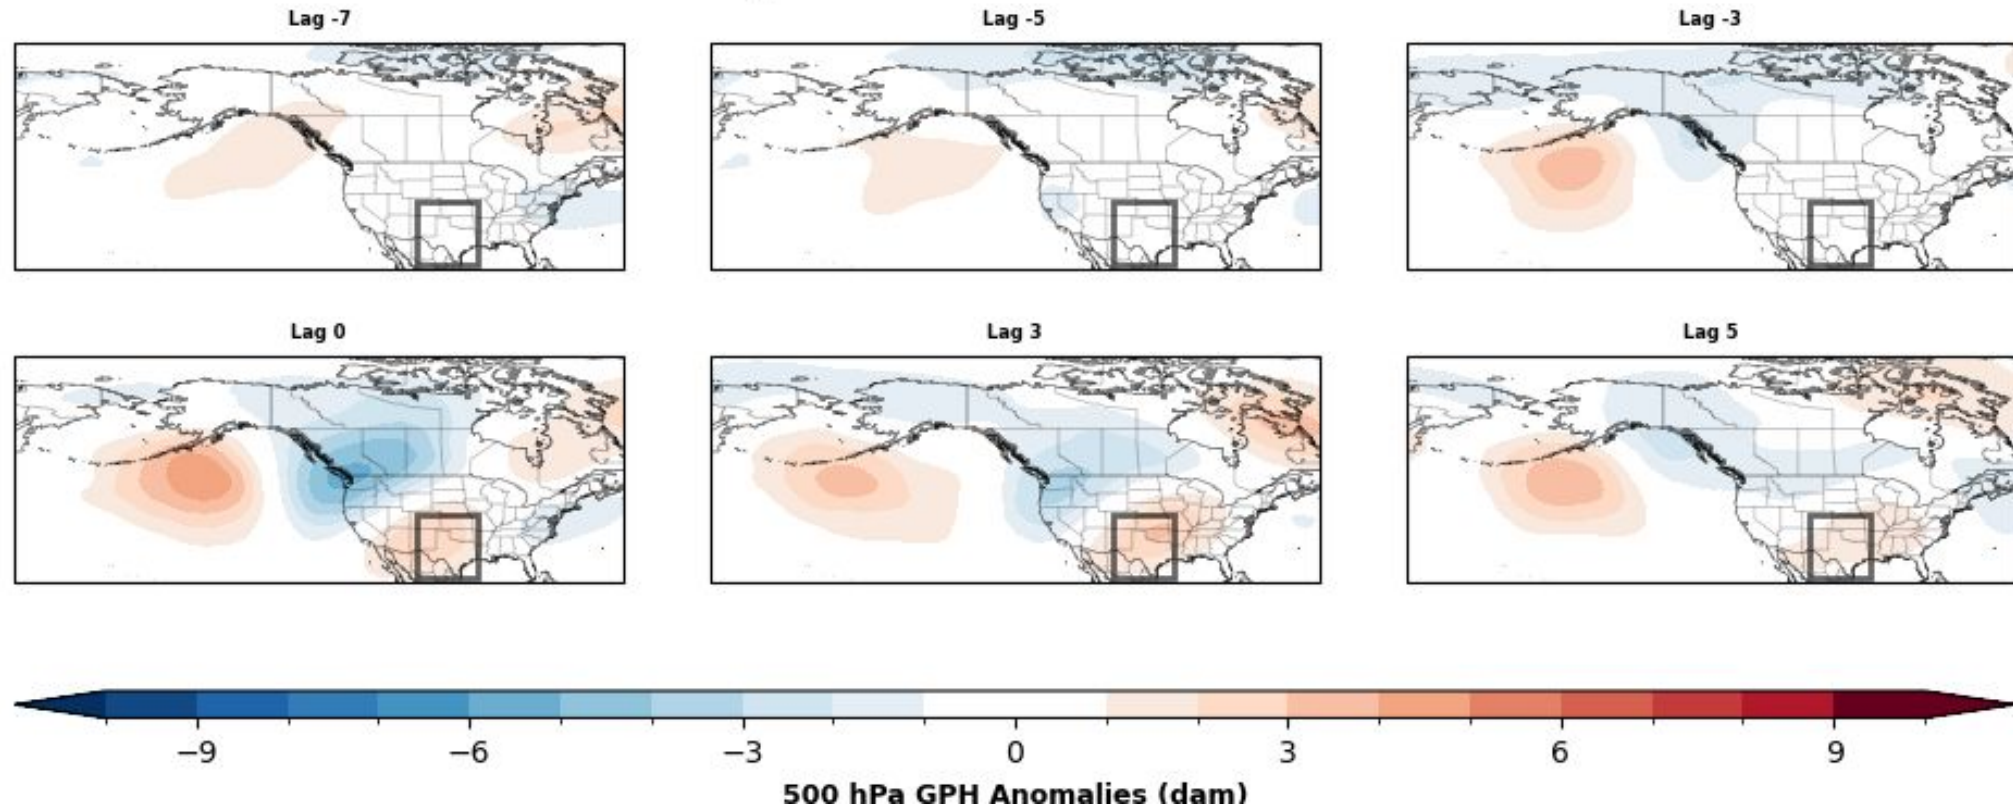 Lag -7
Lag -5
Lag -3
Lag 0
Lag 3
Lag 5
−9
−6
−3
0
3
6
9
500 hPa GPH Anomalies (dam)